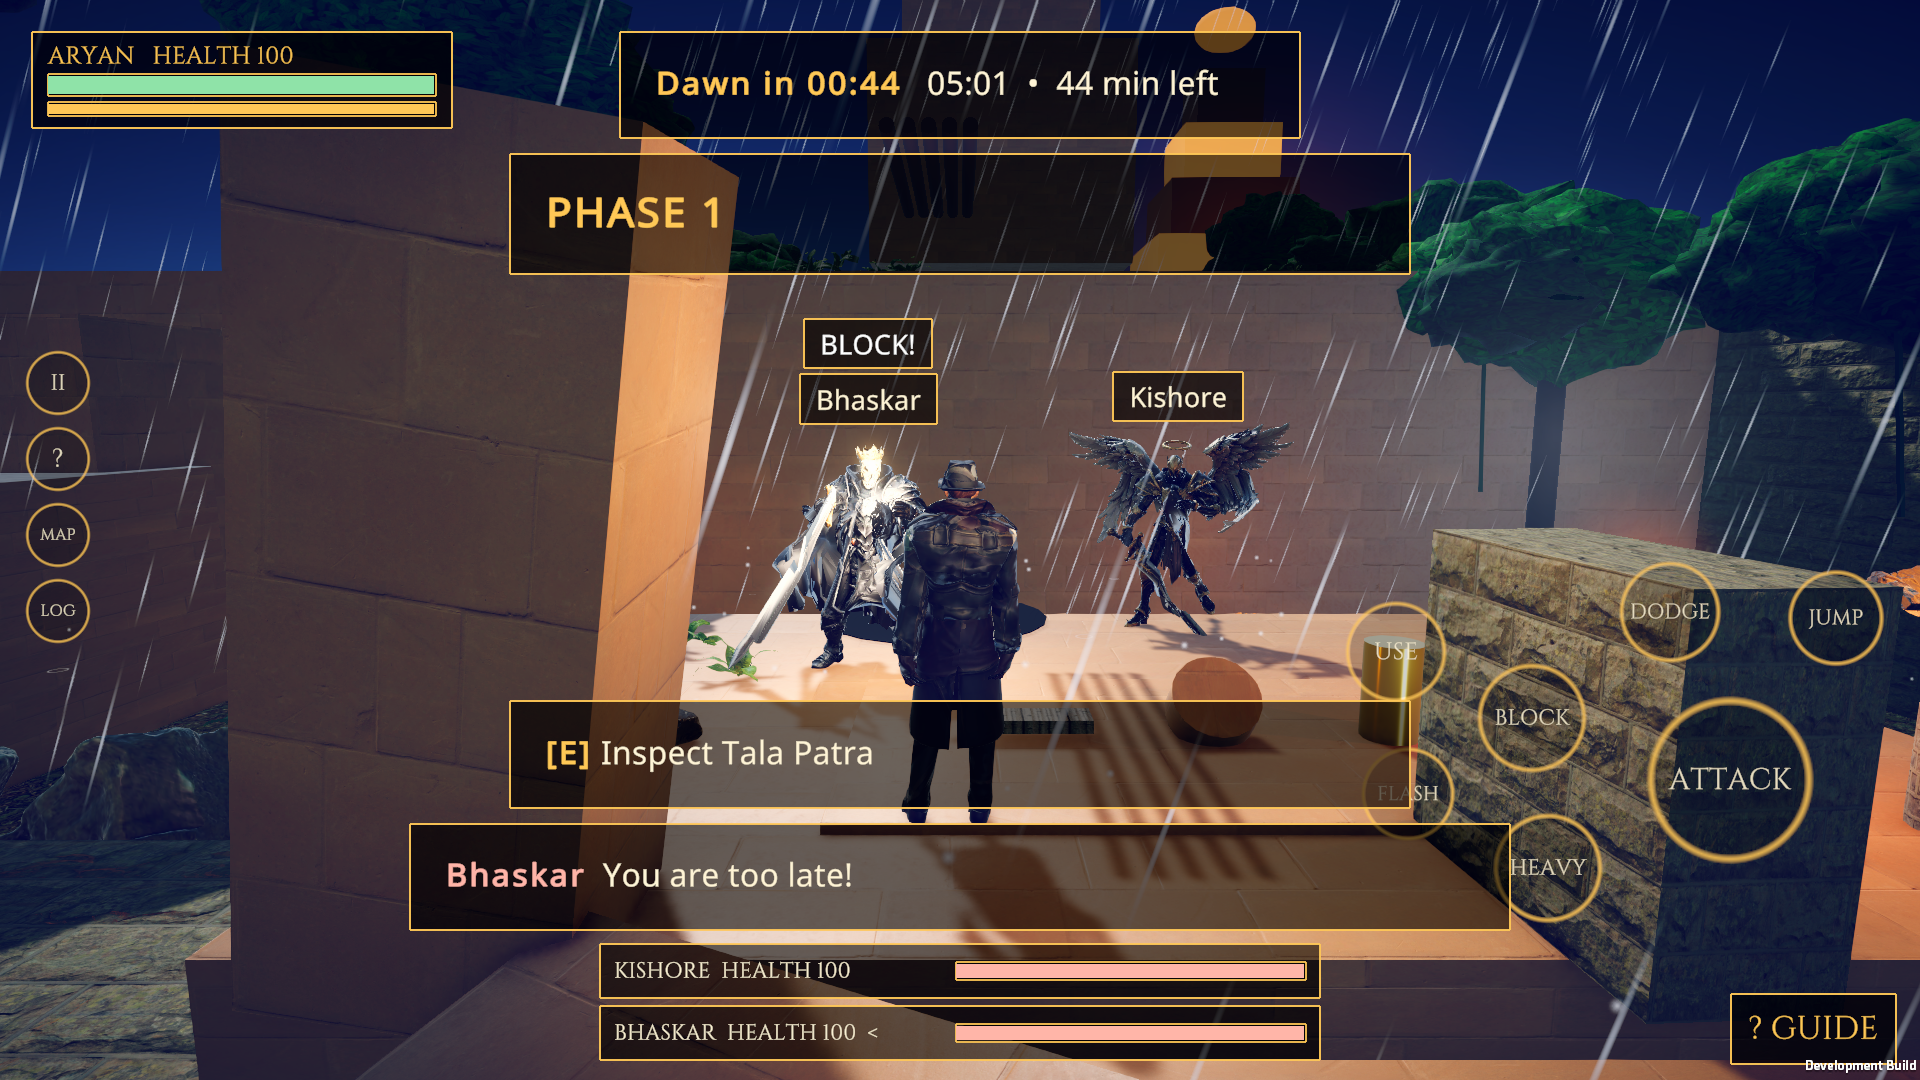 ARYAN HEALTH 100
Dawn in 00:44 05:01 • 44 min left
PHASE 1
BLOCK!
Bhaskar
Kishore
II
?
MAP
LOG
DODGE
JUMP
USE
BLOCK
ATTACK
FLASH
HEAVY
[E] Inspect Tala Patra
Bhaskar You are too late!
KISHORE HEALTH 100
BHASKAR HEALTH 100 <
? GUIDE
Development Build